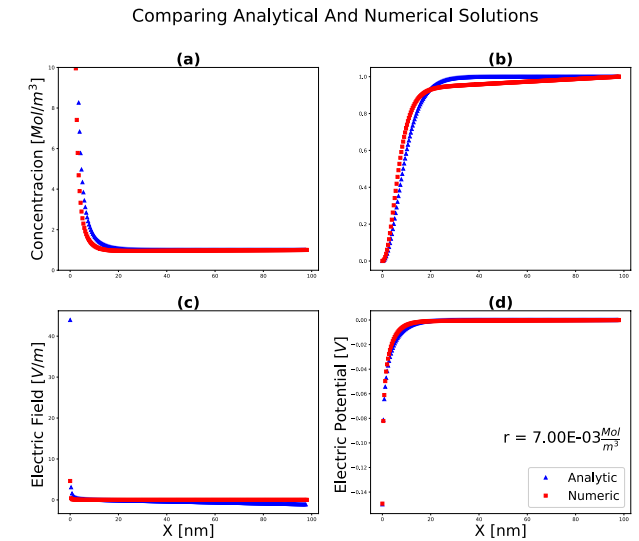 Comparing Analytical And Numerical Solutions
(a)
(b)
Concentracion [Mol/m³]
10
8
6
4
2
0
0 20 40 60 80 100
1.0
0.8
0.6
0.4
0.2
0.0
0 20 40 60 80 100
(c)
(d)
Electric Field [V/m]
40
30
20
10
0
0 20 40 60 80 100
X [nm]
Electric Potential [V]
0.00
−0.02
−0.04
−0.06
−0.08
−0.10
−0.12
−0.14
r = 7.00E-03 Mol/m³
Analytic
Numeric
0 20 40 60 80 100
X [nm]